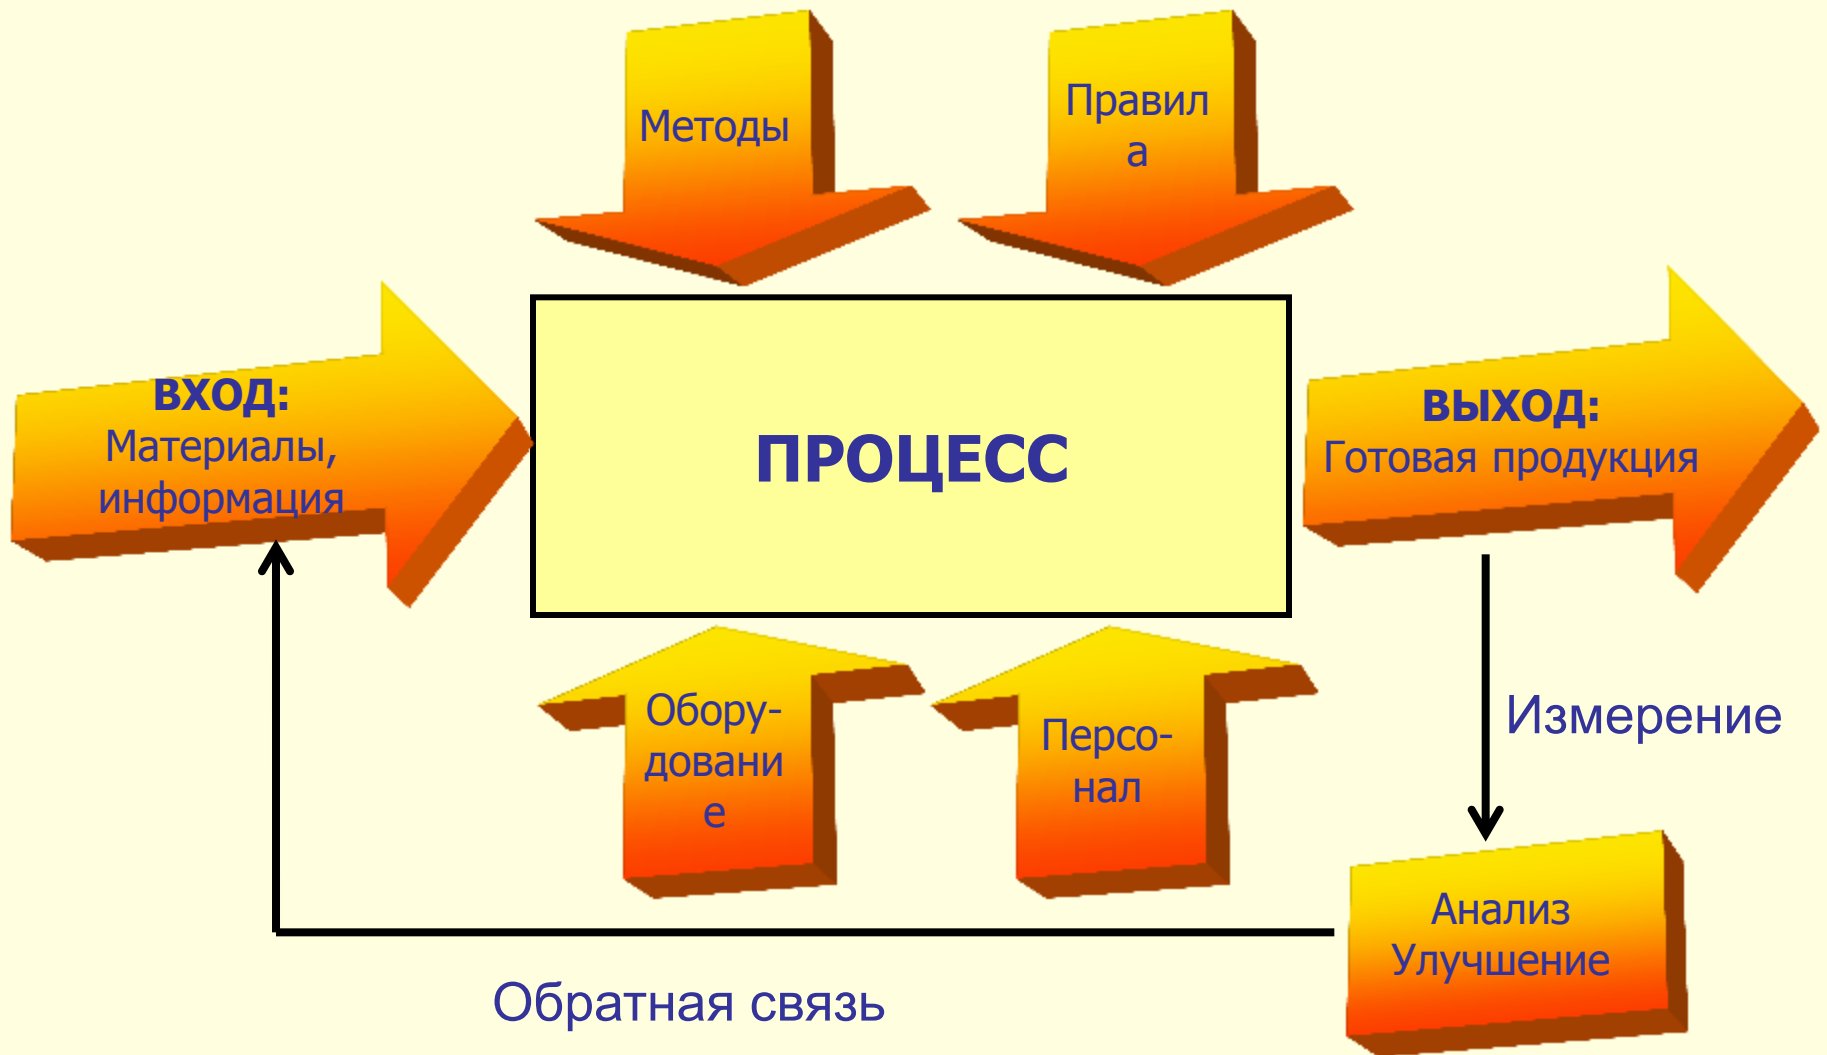 Методы
Правил
а
ВХОД:
Материалы,
информация
ПРОЦЕСС
ВЫХОД:
Готовая продукция
Обору-
довани
е
Персо-
нал
Измерение
Анализ
Улучшение
Обратная связь